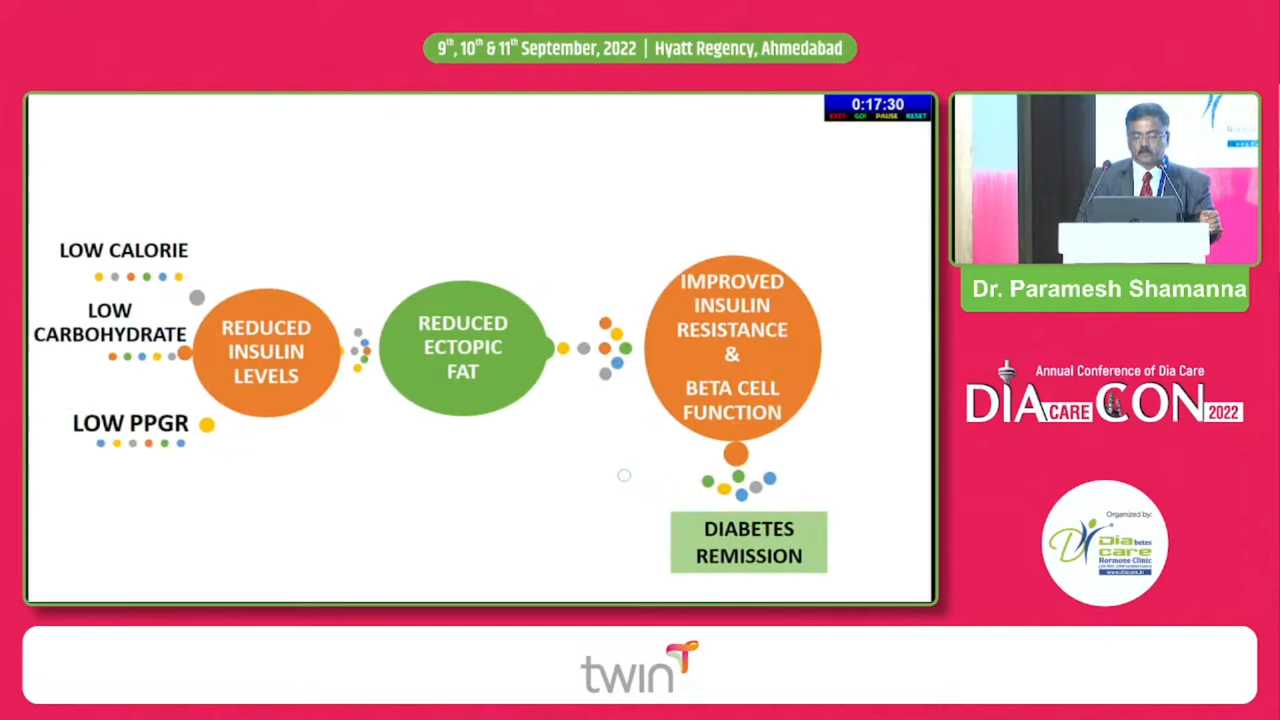 9th, 10th & 11th September, 2022 | Hyatt Regency, Ahmedabad
0:17:30
EXIT GO! PAUSE RESET
LOW CALORIE
LOW
CARBOHYDRATE
LOW PPGR
REDUCED
INSULIN
LEVELS
REDUCED
ECTOPIC
FAT
IMPROVED
INSULIN
RESISTANCE
&
BETA CELL
FUNCTION
DIABETES
REMISSION
Dr. Paramesh Shamanna
Annual Conference of Dia Care
DIA CARE CON 2022
Organized by:
Diabetes
care
Hormone Clinic
www.diacare.in
twin